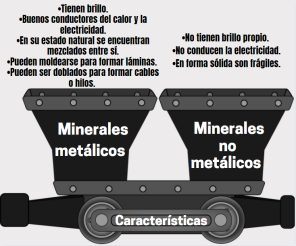 •Tienen brillo.
•Buenos conductores del calor y la
electricidad.
•En su estado natural se encuentran
mezclados entre sí.
•Pueden moldearse para formar láminas.
•Pueden ser doblados para formar cables
o hilos.
•No tienen brillo propio.
•No conducen la electricidad.
•En forma sólida son frágiles.
Minerales
metálicos
Minerales
no
metálicos
Características